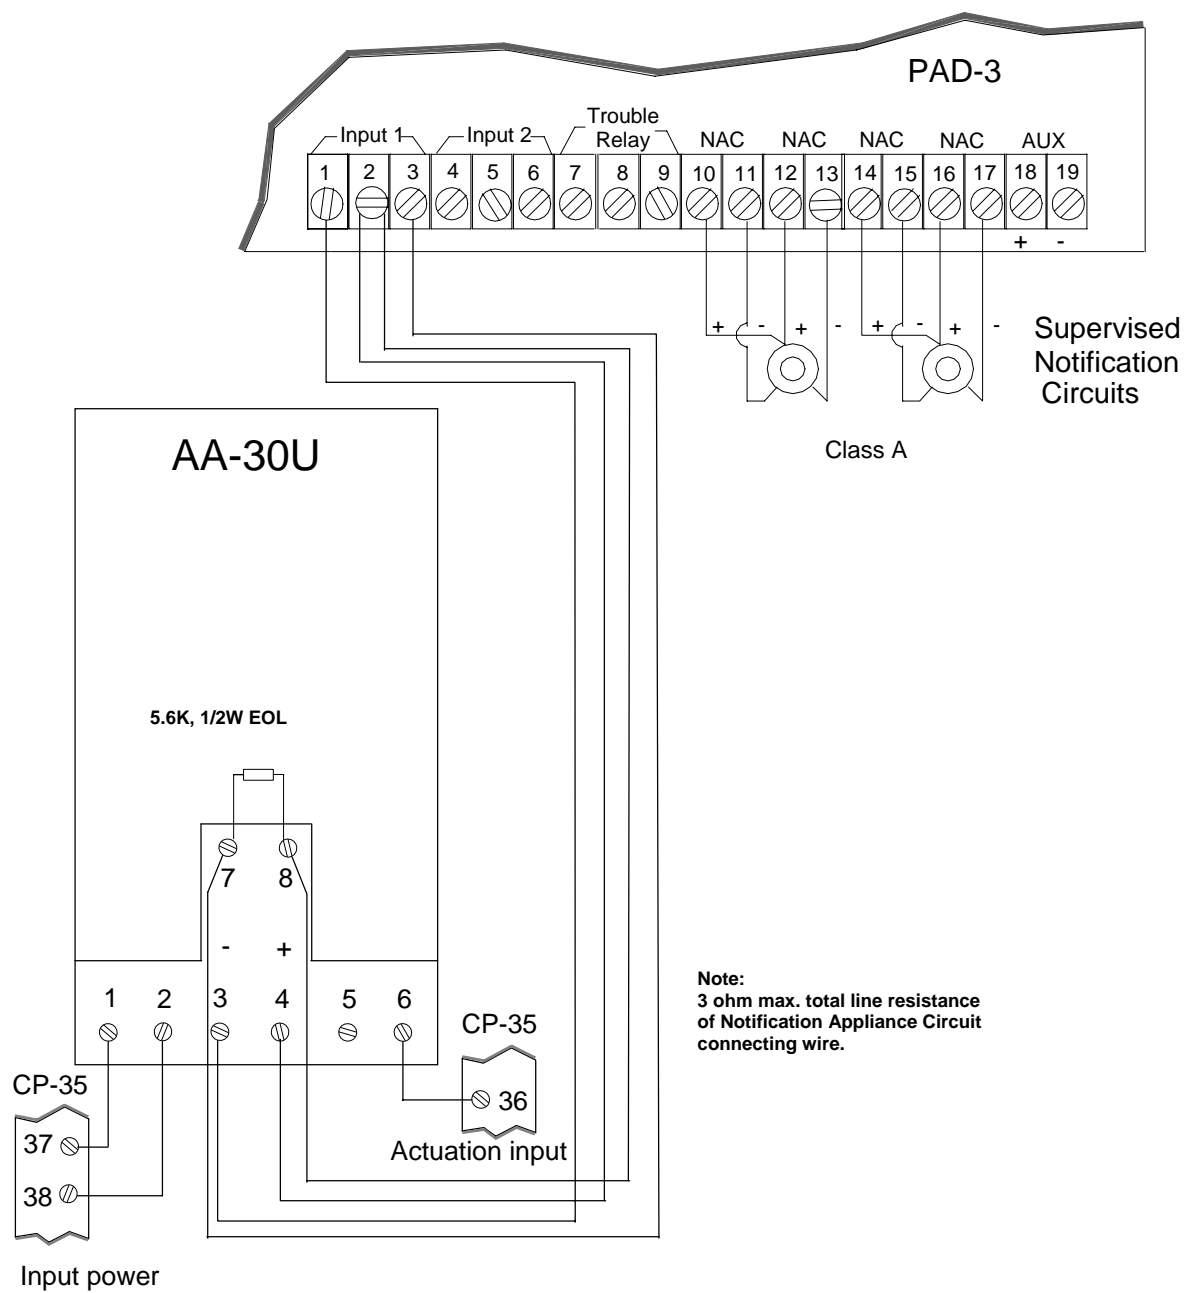 PAD-3
Trouble
Input 1 Input 2 Relay NAC NAC NAC NAC AUX
1 2 3 4 5 6 7 8 9 10 11 12 13 14 15 16 17 18 19
+ -
+ - + - + - + -
Supervised
Notification
Circuits
Class A
AA-30U
5.6K, 1/2W EOL
7 8
- +
1 2 3 4 5 6
Note:
3 ohm max. total line resistance
of Notification Appliance Circuit
connecting wire.
CP-35
36
Actuation input
CP-35
37
38
Input power